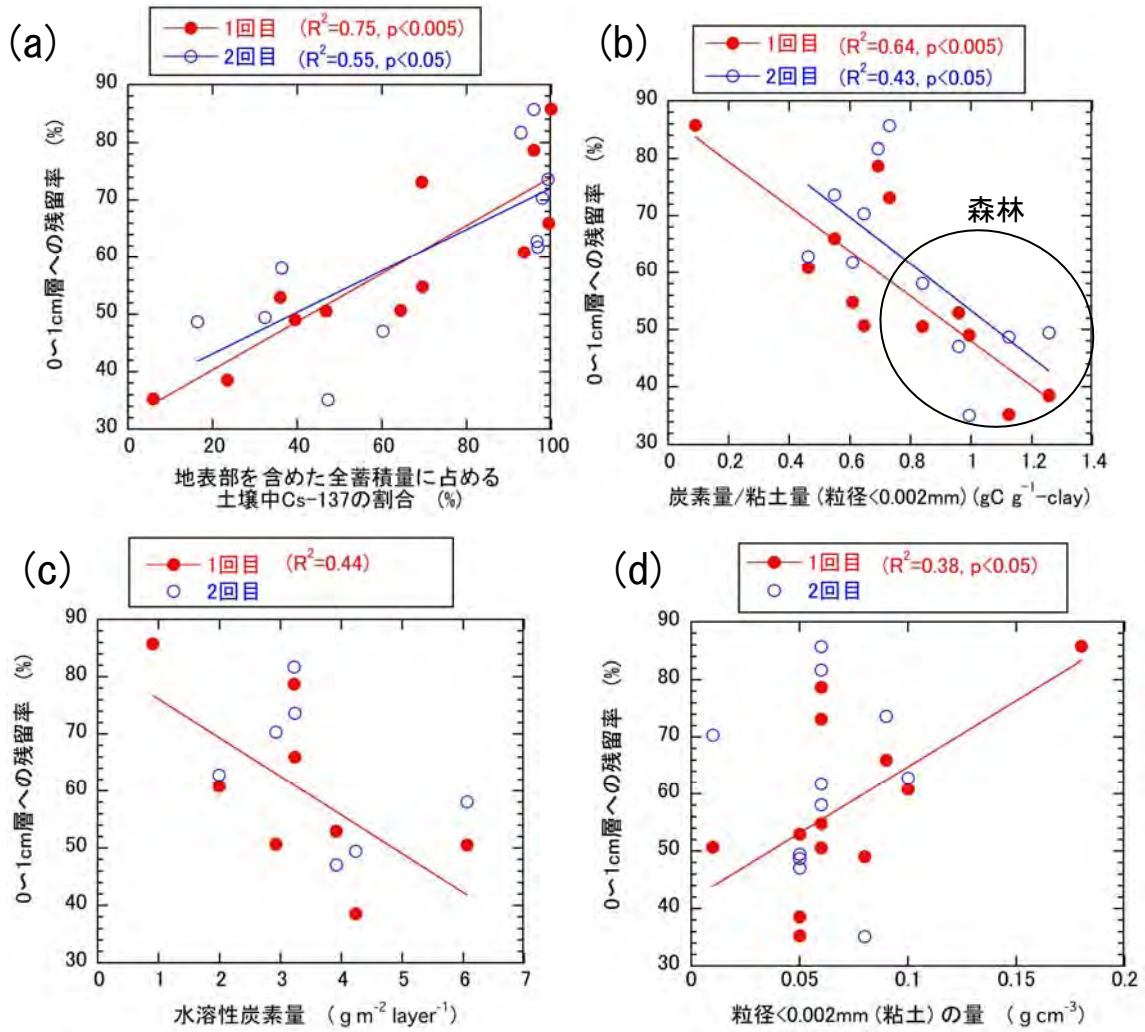 (a)
1回目 (R²=0.75, p<0.005)
2回目 (R²=0.55, p<0.05)
0〜1cm層への残留率 (%)
90
80
70
60
50
40
30
0 20 40 60 80 100
地表部を含めた全蓄積量に占める
土壌中Cs-137の割合 (%)
(b)
1回目 (R²=0.64, p<0.005)
2回目 (R²=0.43, p<0.05)
0〜1cm層への残留率 (%)
90
80
70
60
50
40
30
森林
0 0.2 0.4 0.6 0.8 1 1.2 1.4
炭素量/粘土量 (粒径<0.002mm) (gC g⁻¹-clay)
(c)
1回目 (R²=0.44)
2回目
0〜1cm層への残留率 (%)
90
80
70
60
50
40
30
0 1 2 3 4 5 6 7
水溶性炭素量 (g m⁻² layer⁻¹)
(d)
1回目 (R²=0.38, p<0.05)
2回目
0〜1cm層への残留率 (%)
90
80
70
60
50
40
30
0 0.05 0.1 0.15 0.2
粒径<0.002mm (粘土) の量 (g cm⁻³)